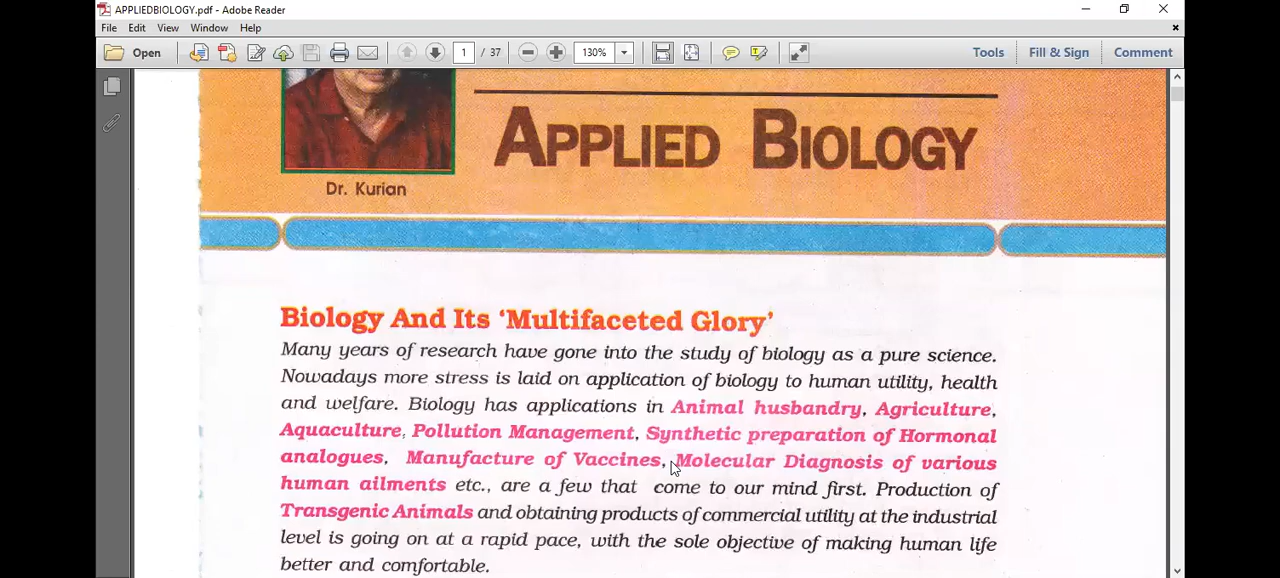 APPLIEDBIOLOGY.pdf - Adobe Reader
File Edit View Window Help
Open 1 / 37 130% Tools Fill & Sign Comment
APPLIED BIOLOGY
Dr. Kurian
Biology And Its ‘Multifaceted Glory’
Many years of research have gone into the study of biology as a pure science.
Nowadays more stress is laid on application of biology to human utility, health
and welfare. Biology has applications in Animal husbandry, Agriculture,
Aquaculture, Pollution Management, Synthetic preparation of Hormonal
analogues, Manufacture of Vaccines, Molecular Diagnosis of various
human ailments etc., are a few that come to our mind first. Production of
Transgenic Animals and obtaining products of commercial utility at the industrial
level is going on at a rapid pace, with the sole objective of making human life
better and comfortable.